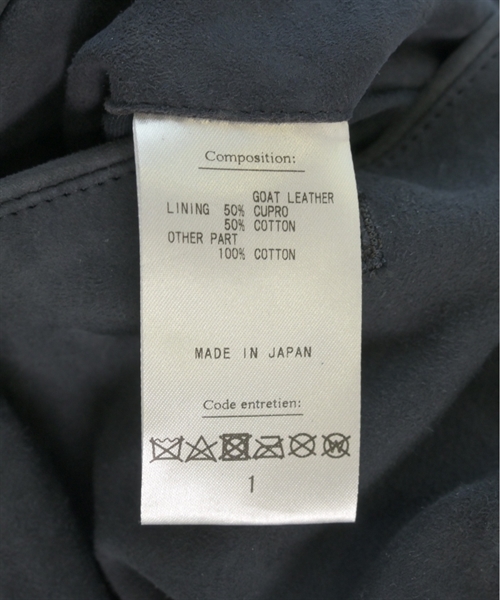 Composition:
GOAT LEATHER
LINING 50% CUPRO
50% COTTON
OTHER PART
100% COTTON
MADE IN JAPAN
Code entretien:
W
1